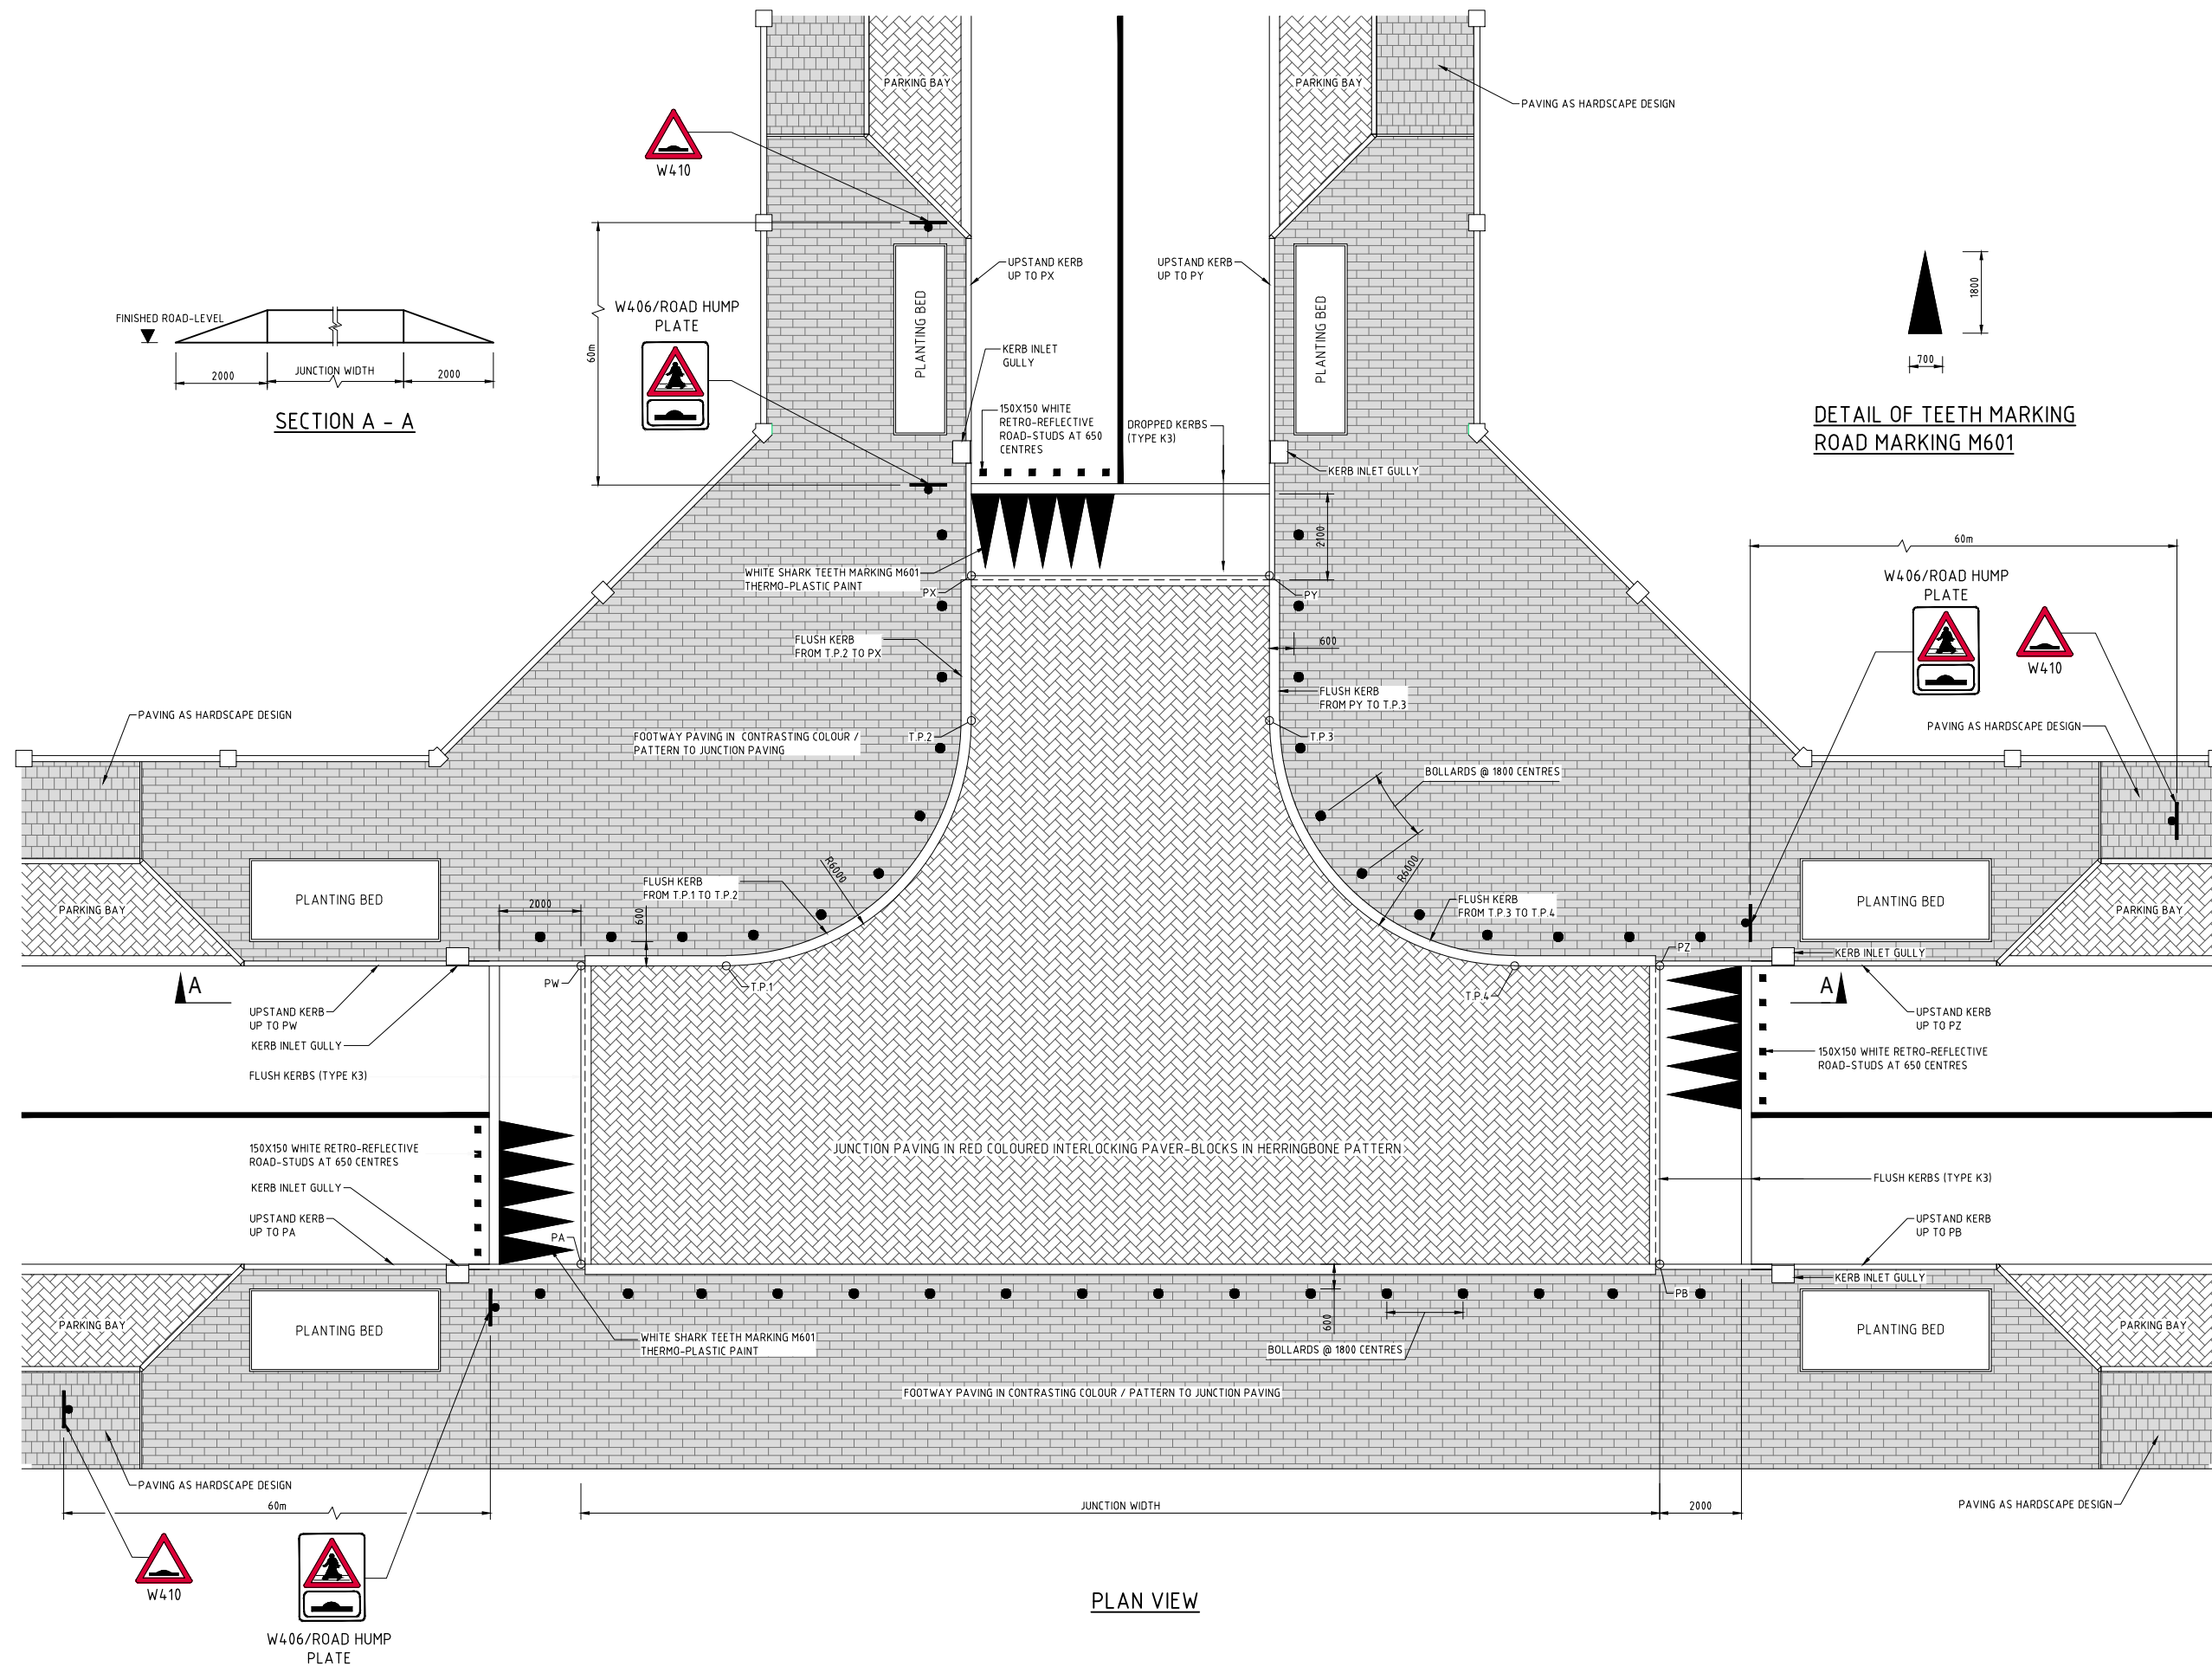 PARKING BAY
PARKING BAY
PAVING AS HARDSCAPE DESIGN
W410
UPSTAND KERB
UP TO PX
UPSTAND KERB
UP TO PY
PLANTING BED
PLANTING BED
1800
700
DETAIL OF TEETH MARKING
ROAD MARKING M601
FINISHED ROAD-LEVEL
2000
JUNCTION WIDTH
2000
SECTION A - A
W406/ROAD HUMP
PLATE
60m
KERB INLET
GULLY
150X150 WHITE
RETRO-REFLECTIVE
ROAD-STUDS AT 650
CENTRES
DROPPED KERBS
(TYPE K3)
KERB INLET GULLY
2100
WHITE SHARK TEETH MARKING M601
THERMO-PLASTIC PAINT
PX
PY
FLUSH KERB
FROM T.P.2 TO PX
600
FLUSH KERB
FROM PY TO T.P.3
60m
W406/ROAD HUMP
PLATE
W410
PAVING AS HARDSCAPE DESIGN
PAVING AS HARDSCAPE DESIGN
FOOTWAY PAVING IN CONTRASTING COLOUR /
PATTERN TO JUNCTION PAVING
T.P.2
T.P.3
BOLLARDS @ 1800 CENTRES
R6000
R6000
FLUSH KERB
FROM T.P.1 TO T.P.2
FLUSH KERB
FROM T.P.3 TO T.P.4
PARKING BAY
PLANTING BED
2000
600
PLANTING BED
PARKING BAY
PZ
KERB INLET GULLY
A
PW
T.P.1
T.P.4
A
UPSTAND KERB
UP TO PW
KERB INLET GULLY
FLUSH KERBS (TYPE K3)
UPSTAND KERB
UP TO PZ
150X150 WHITE RETRO-REFLECTIVE
ROAD-STUDS AT 650 CENTRES
150X150 WHITE RETRO-REFLECTIVE
ROAD-STUDS AT 650 CENTRES
KERB INLET GULLY
UPSTAND KERB
UP TO PA
PA
JUNCTION PAVING IN RED COLOURED INTERLOCKING PAVER-BLOCKS IN HERRINGBONE PATTERN
FLUSH KERBS (TYPE K3)
UPSTAND KERB
UP TO PB
KERB INLET GULLY
PB
PARKING BAY
PLANTING BED
WHITE SHARK TEETH MARKING M601
THERMO-PLASTIC PAINT
600
BOLLARDS @ 1800 CENTRES
PLANTING BED
PARKING BAY
FOOTWAY PAVING IN CONTRASTING COLOUR / PATTERN TO JUNCTION PAVING
PAVING AS HARDSCAPE DESIGN
60m
JUNCTION WIDTH
2000
PAVING AS HARDSCAPE DESIGN
W410
W406/ROAD HUMP
PLATE
PLAN VIEW